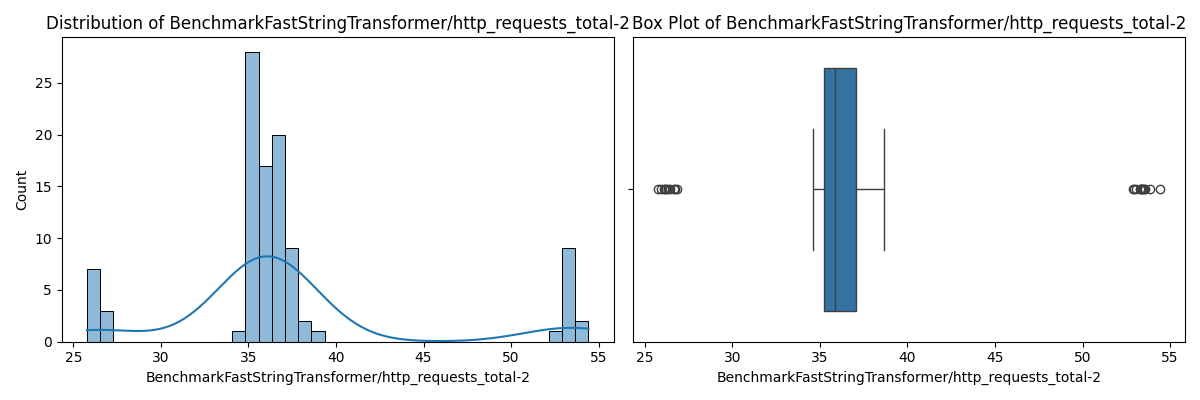 Distribution of BenchmarkFastStringTransformer/http_requests_total-2
Count
25
20
15
10
5
0
25 30 35 40 45 50 55
BenchmarkFastStringTransformer/http_requests_total-2
Box Plot of BenchmarkFastStringTransformer/http_requests_total-2
25 30 35 40 45 50 55
BenchmarkFastStringTransformer/http_requests_total-2